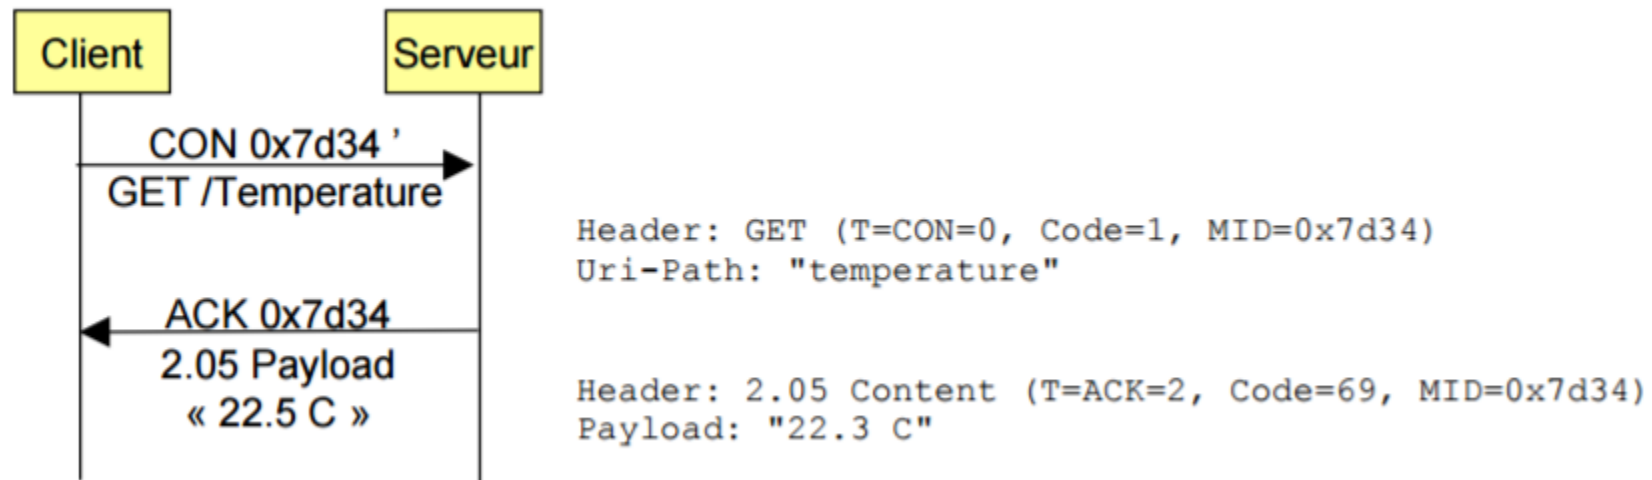 Client
Serveur
CON 0x7d34 ’
GET /Temperature
Header: GET (T=CON=0, Code=1, MID=0x7d34)
Uri-Path: "temperature"
ACK 0x7d34
2.05 Payload
« 22.5 C »
Header: 2.05 Content (T=ACK=2, Code=69, MID=0x7d34)
Payload: "22.3 C"